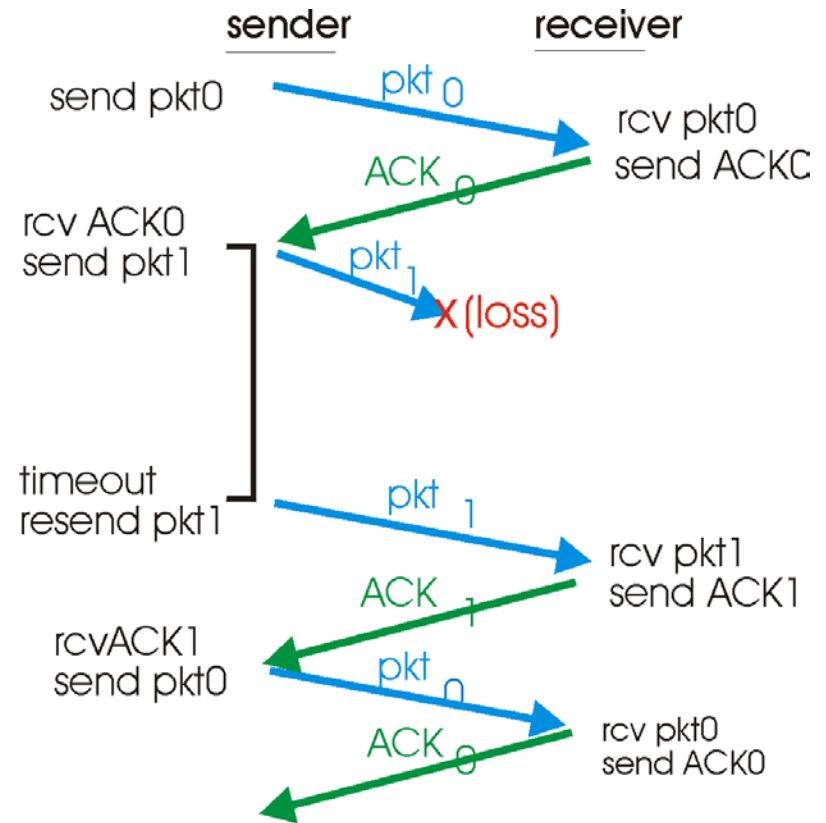 sender
receiver
send pkt0
pkt 0
rcv pkt0
send ACK0
ACK 0
rcv ACK0
send pkt1
pkt 1
X (loss)
timeout
resend pkt1
pkt 1
rcv pkt1
send ACK1
ACK 1
rcvACK1
send pkt0
pkt 0
rcv pkt0
send ACK0
ACK 0